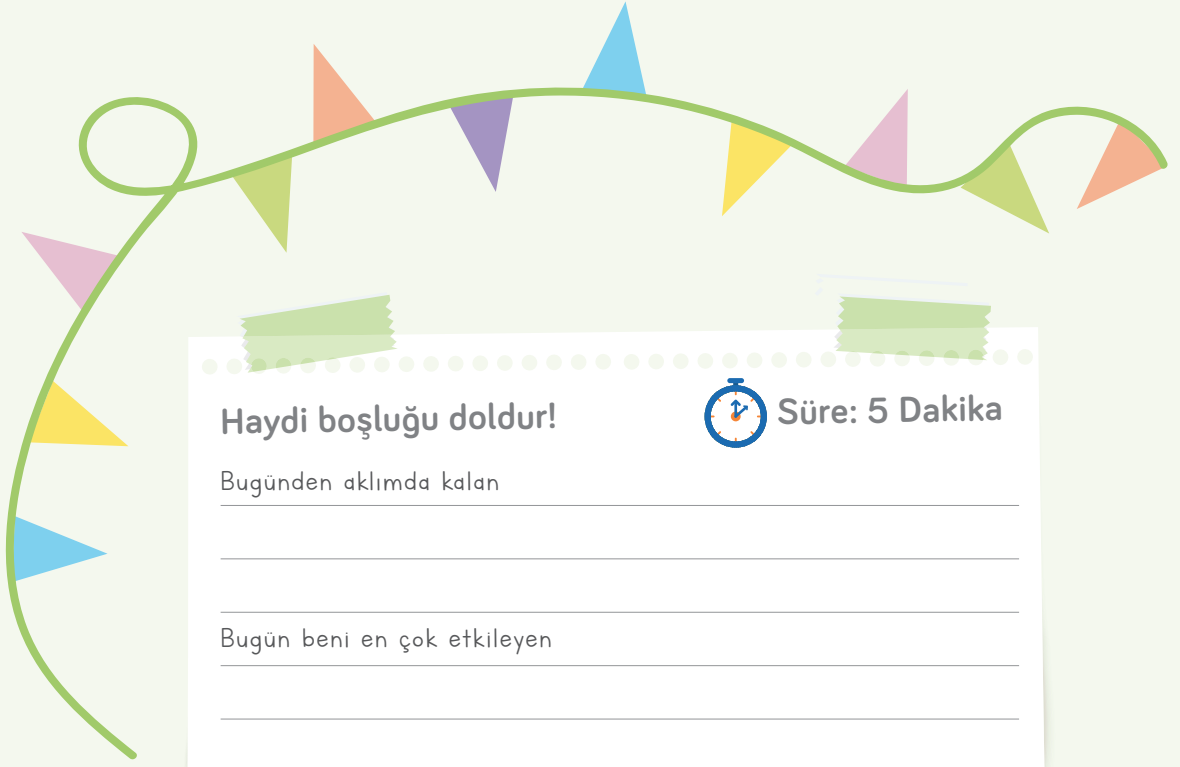 Haydi boşluğu doldur!
Süre: 5 Dakika
Bugünden aklımda kalan
Bugün beni en çok etkileyen